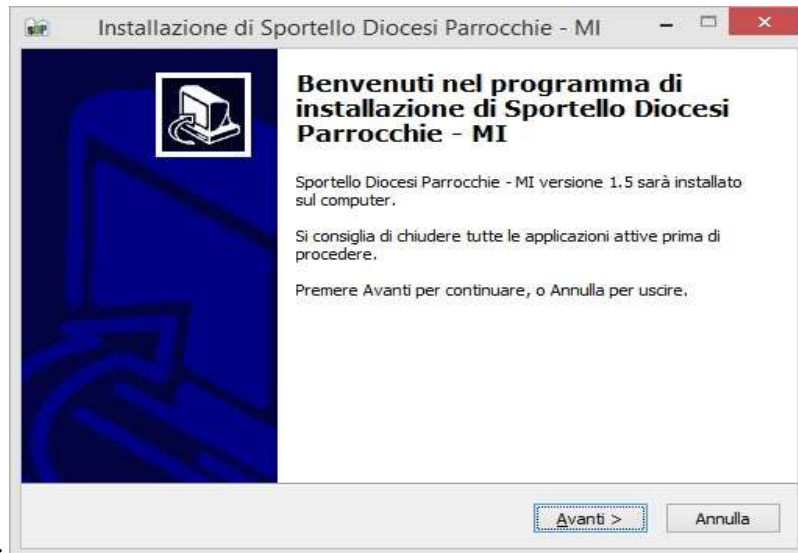 Installazione di Sportello Diocesi Parrocchie - MI
Benvenuti nel programma di
installazione di Sportello Diocesi
Parrocchie - MI
Sportello Diocesi Parrocchie - MI versione 1.5 sarà installato
sul computer.
Si consiglia di chiudere tutte le applicazioni attive prima di
procedere.
Premere Avanti per continuare, o Annulla per uscire.
Avanti > Annulla